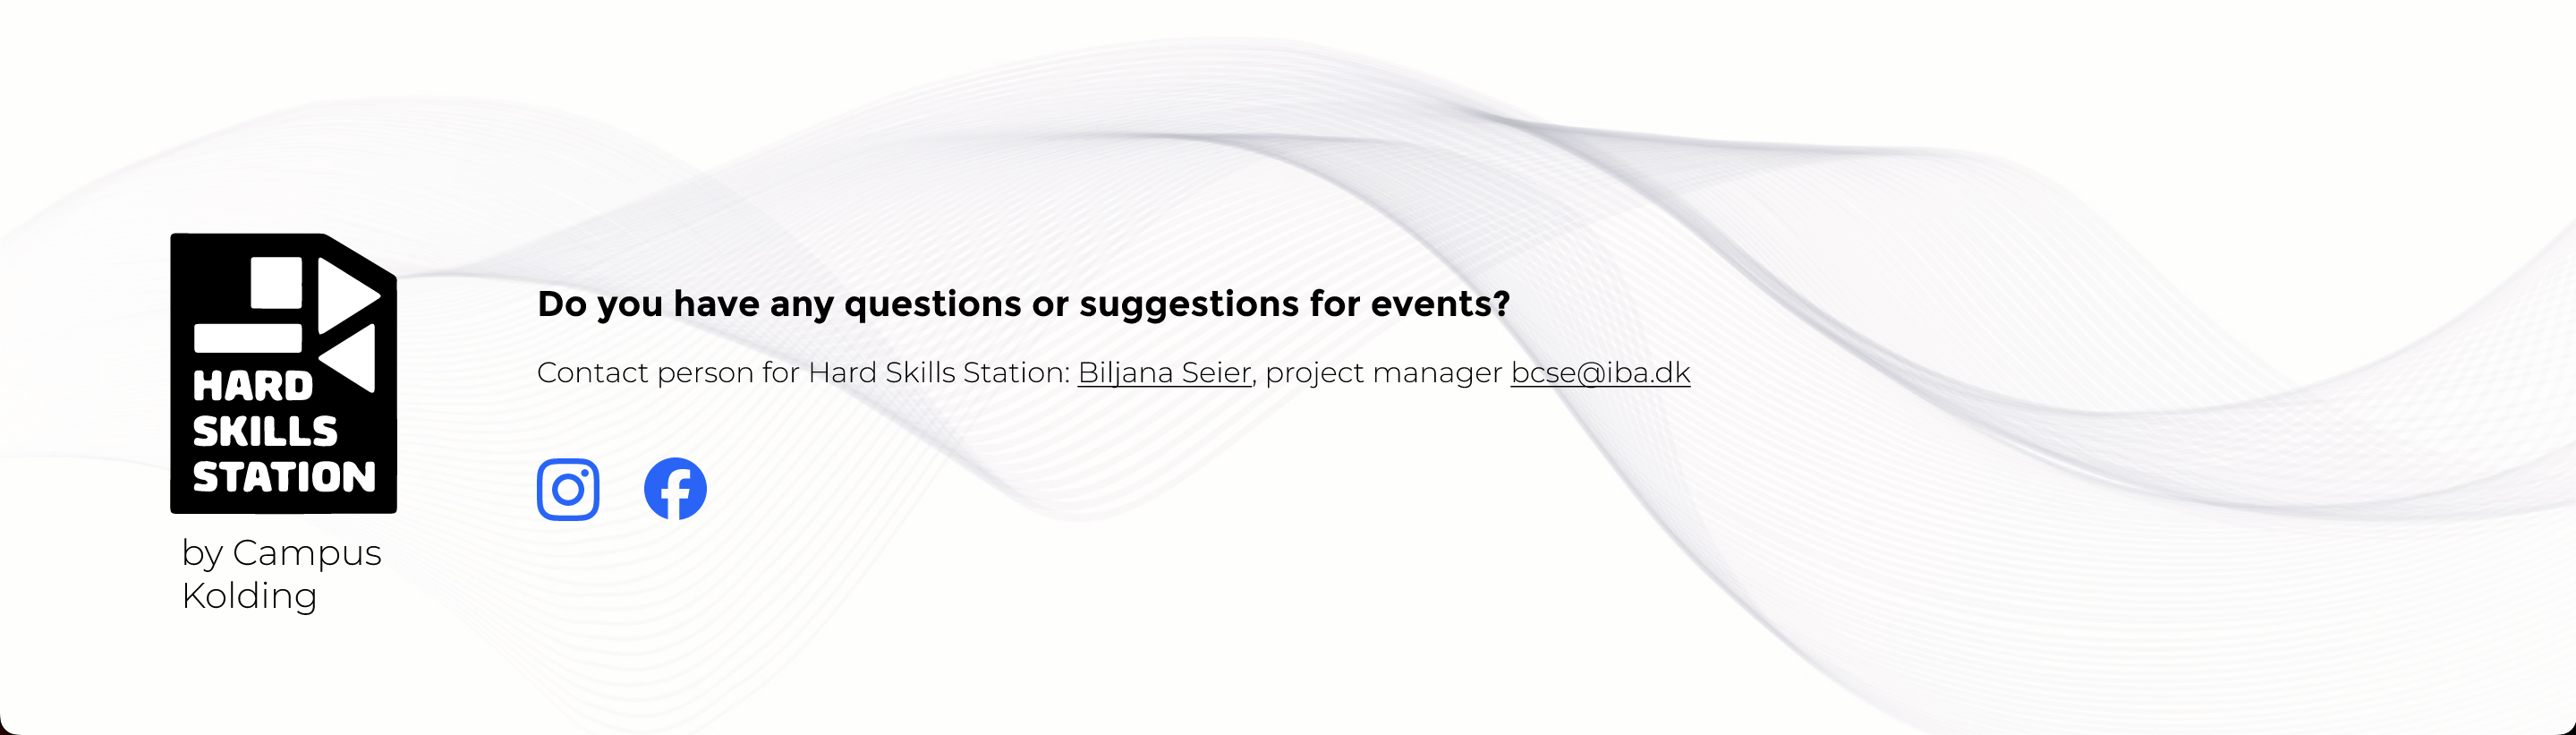 HARD
SKILLS
STATION
by Campus
Kolding
Do you have any questions or suggestions for events?
Contact person for Hard Skills Station: Biljana Seier, project manager bcse@iba.dk